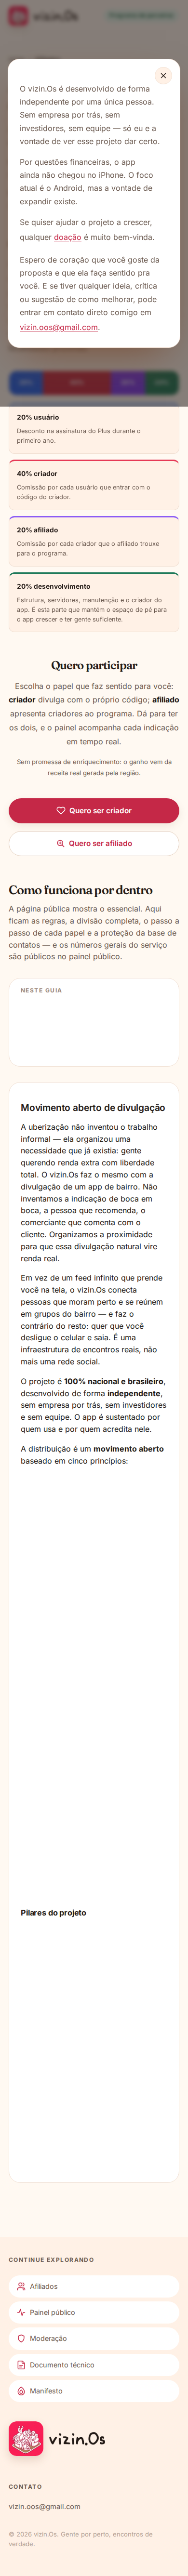 vizin.Os
O vizin.Os é desenvolvido de forma
independente por uma única pessoa.
Sem empresa por trás, sem
investidores, sem equipe — só eu e a
vontade de ver esse projeto dar certo.
Por questões financeiras, o app
ainda não chegou no iPhone. O foco
atual é o Android, mas a vontade de
expandir existe.
Se quiser ajudar o projeto a crescer,
qualquer doação é muito bem-vinda.
Espero de coração que você goste da
proposta e que ela faça sentido pra
você. E se tiver qualquer ideia, crítica
ou sugestão de como melhorar, pode
entrar em contato direto comigo em
vizin.oos@gmail.com.
20% usuário
Desconto na assinatura do Plus durante o
primeiro ano.
40% criador
Comissão por cada usuário que entrar com o
código do criador.
20% afiliado
Comissão por cada criador que o afiliado trouxe
para o programa.
20% desenvolvimento
Estrutura, servidores, manutenção e o criador do
app. É esta parte que mantém o espaço de pé para
o app crescer e ter gente suficiente.
Quero participar
Escolha o papel que faz sentido para você:
criador divulga com o próprio código; afiliado
apresenta criadores ao programa. Dá para ter
os dois, e o painel acompanha cada indicação
em tempo real.
Sem promessa de enriquecimento: o ganho vem da
receita real gerada pela região.
Quero ser criador
Quero ser afiliado
Como funciona por dentro
A página pública mostra o essencial. Aqui
ficam as regras, a divisão completa, o passo a
passo de cada papel e a proteção da base de
contatos — e os números gerais do serviço
são públicos no painel público.
NESTE GUIA
Movimento aberto de divulgação
A uberização não inventou o trabalho
informal — ela organizou uma
necessidade que já existia: gente
querendo renda extra com liberdade
total. O vizin.Os faz o mesmo com a
divulgação de um app de bairro. Não
inventamos a indicação de boca em
boca, a pessoa que recomenda, o
comerciante que comenta com o
cliente. Organizamos a proximidade
para que essa divulgação natural vire
renda real.
Em vez de um feed infinito que prende
você na tela, o vizin.Os conecta
pessoas que moram perto e se reúnem
em grupos do bairro — e faz o
contrário do resto: quer que você
desligue o celular e saia. É uma
infraestrutura de encontros reais, não
mais uma rede social.
O projeto é 100% nacional e brasileiro,
desenvolvido de forma independente,
sem empresa por trás, sem investidores
e sem equipe. O app é sustentado por
quem usa e por quem acredita nele.
A distribuição é um movimento aberto
baseado em cinco princípios:
Pilares do projeto
CONTINUE EXPLORANDO
Afiliados
Painel público
Moderação
Documento técnico
Manifesto
vizin.Os
CONTATO
vizin.oos@gmail.com
© 2026 vizin.Os. Gente por perto, encontros de
verdade.